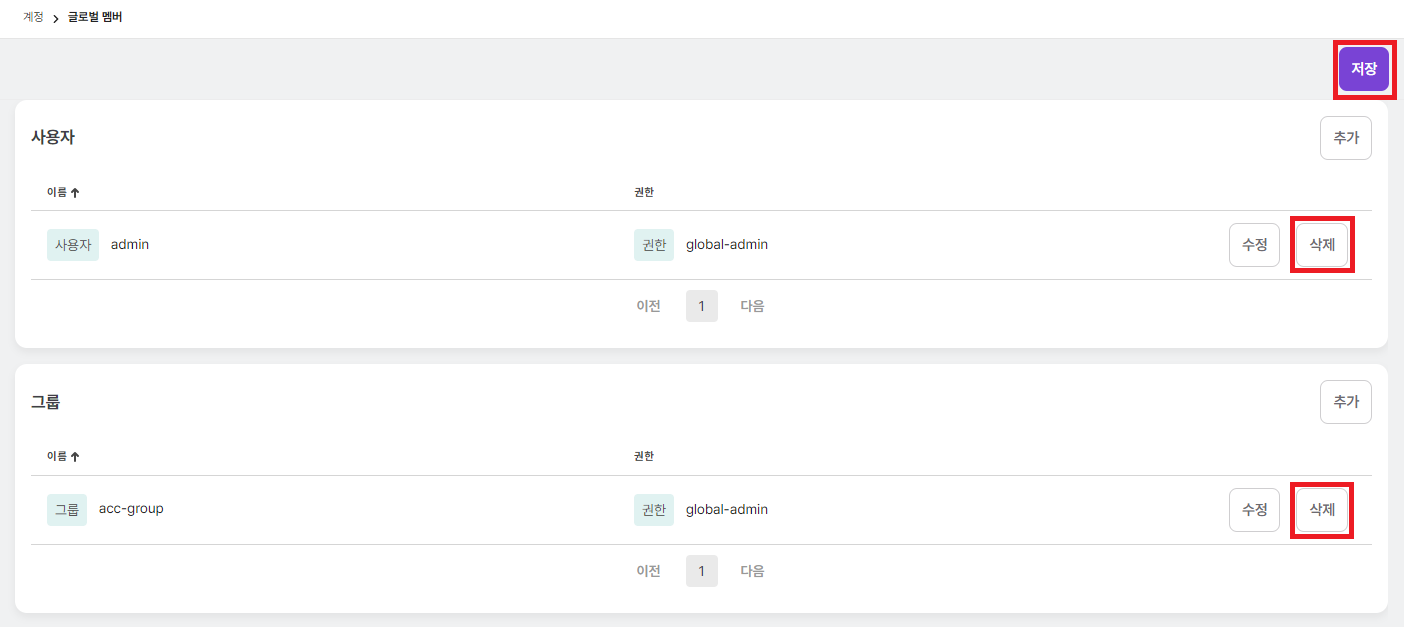 계정 > 글로벌 멤버
저장
사용자
추가
이름 ↑ 권한
사용자 admin 권한 global-admin 수정 삭제
이전 1 다음
그룹
추가
이름 ↑ 권한
그룹 acc-group 권한 global-admin 수정 삭제
이전 1 다음